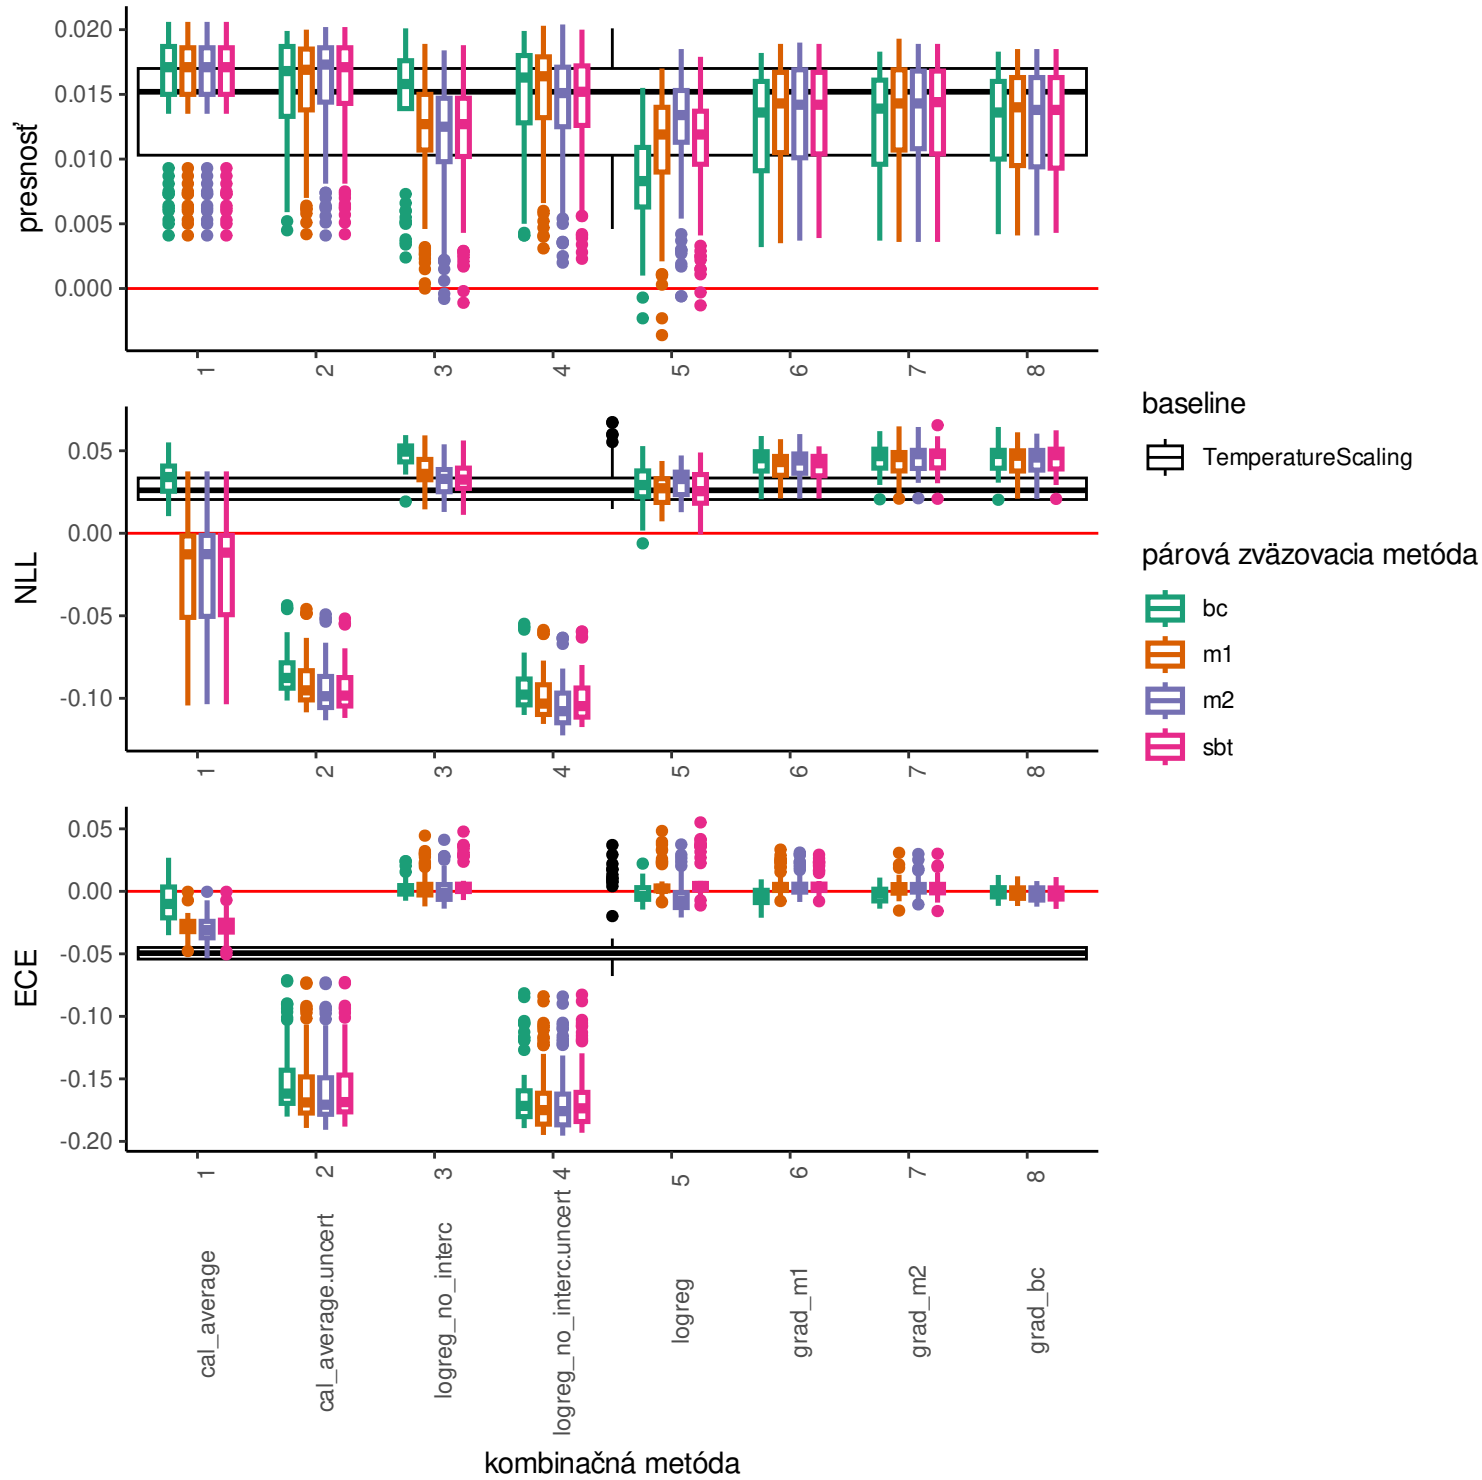 0.020
0.015
0.010
0.005
0.000
presnosť
1 2 3 4 5 6 7 8
0.05
0.00
-0.05
-0.10
NLL
1 2 3 4 5 6 7 8
0.05
0.00
-0.05
-0.10
-0.15
-0.20
ECE
1 2 3 4 5 6 7 8
cal_average
cal_average.uncert
logreg_no_interc
logreg_no_interc.uncert
logreg
grad_m1
grad_m2
grad_bc
kombinačná metóda
baseline
TemperatureScaling
párová zväzovacia metóda
bc
m1
m2
sbt